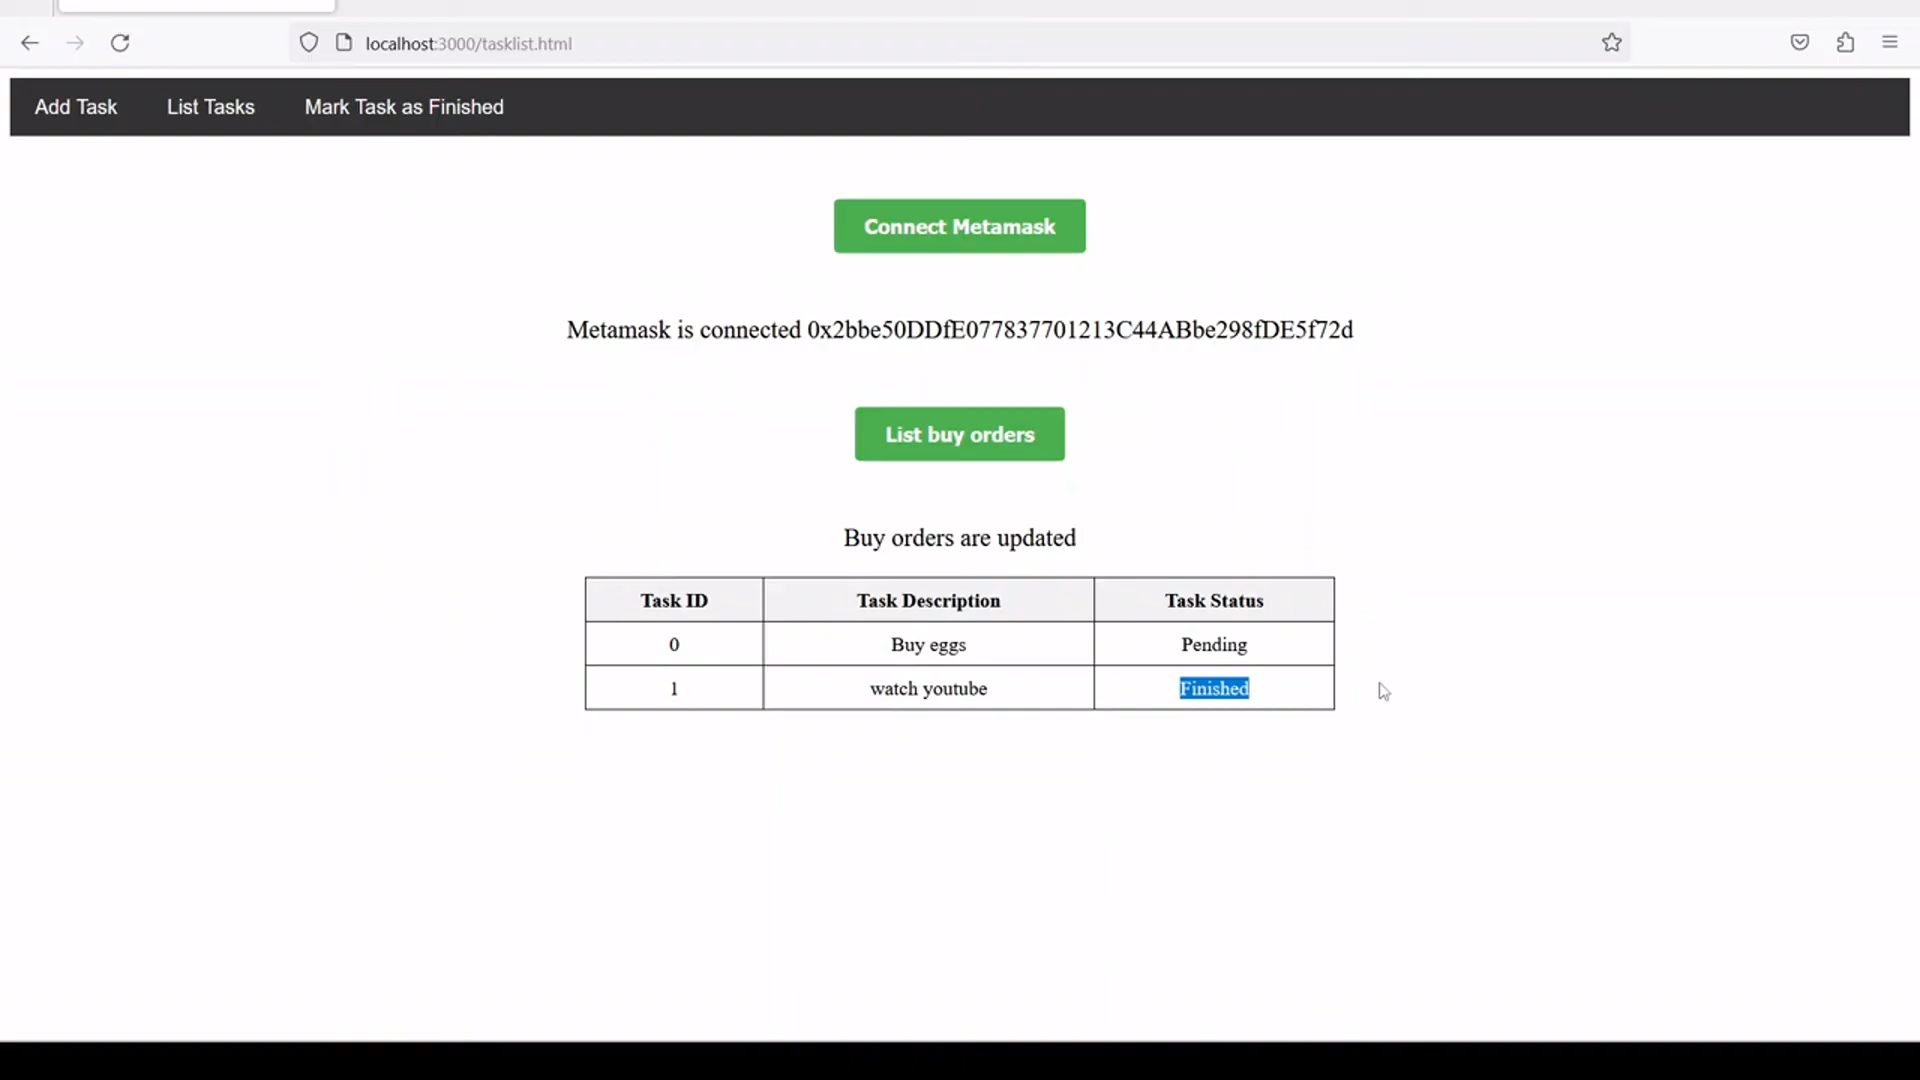 localhost:3000/tasklist.html
Add Task List Tasks Mark Task as Finished
Connect Metamask
Metamask is connected 0x2bbe50DDfE077837701213C44ABbe298fDE5f72d
List buy orders
Buy orders are updated
Task ID Task Description Task Status
0 Buy eggs Pending
1 watch youtube Finished